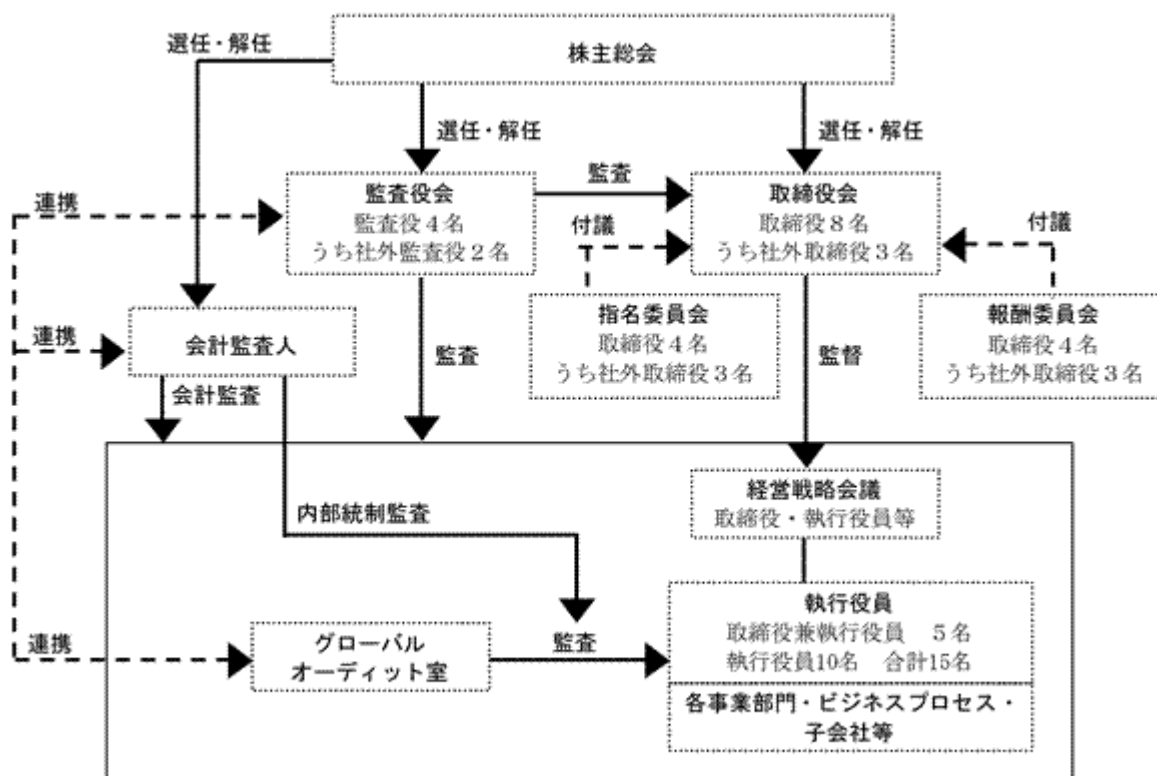 株主総会
選任・解任
選任・解任
選任・解任
監査役会
監査役4名
うち社外監査役2名
監査
取締役会
取締役8名
うち社外取締役3名
連携
付議
付議
指名委員会
取締役4名
うち社外取締役3名
報酬委員会
取締役4名
うち社外取締役3名
連携
会計監査人
会計監査
監査
監督
経営戦略会議
取締役・執行役員等
内部統制監査
執行役員
取締役兼執行役員 5名
執行役員10名 合計15名
連携
グローバル
オーディット室
監査
各事業部門・ビジネスプロセス・
子会社等